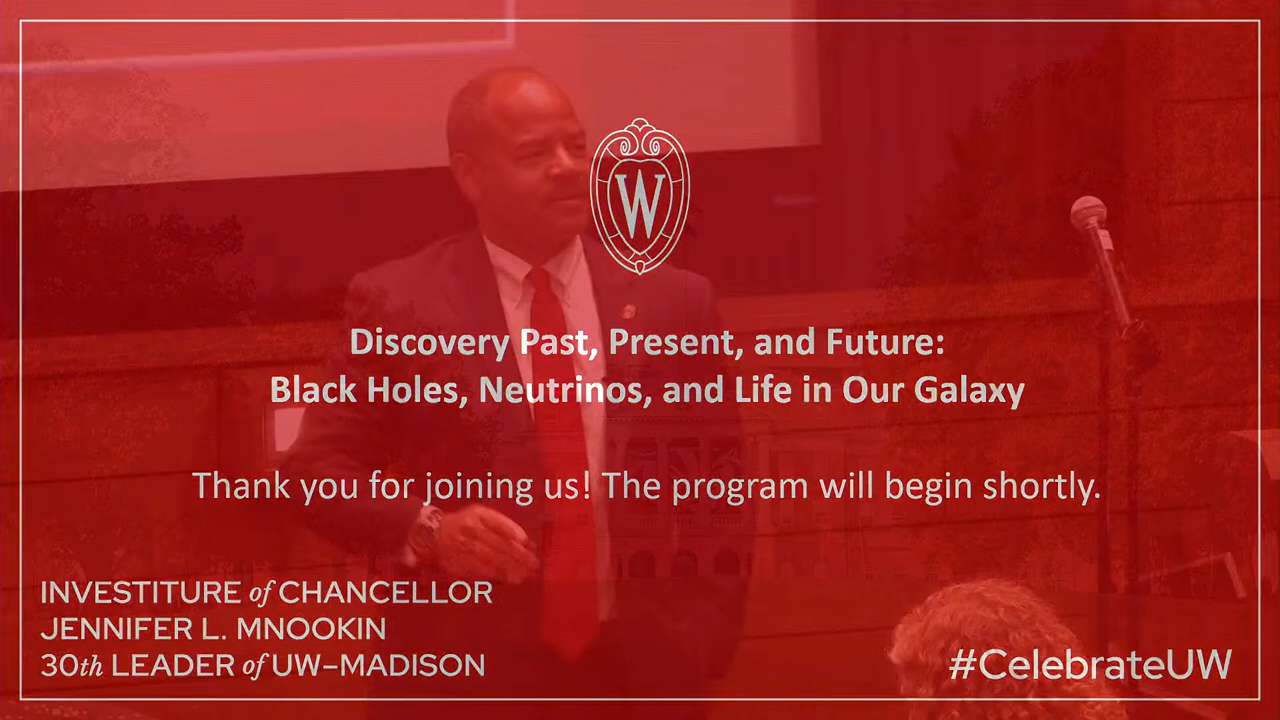 W
Discovery Past, Present, and Future:
Black Holes, Neutrinos, and Life in Our Galaxy
Thank you for joining us! The program will begin shortly.
INVESTITURE of CHANCELLOR
JENNIFER L. MNOOKIN
30th LEADER of UW–MADISON
#CelebrateUW